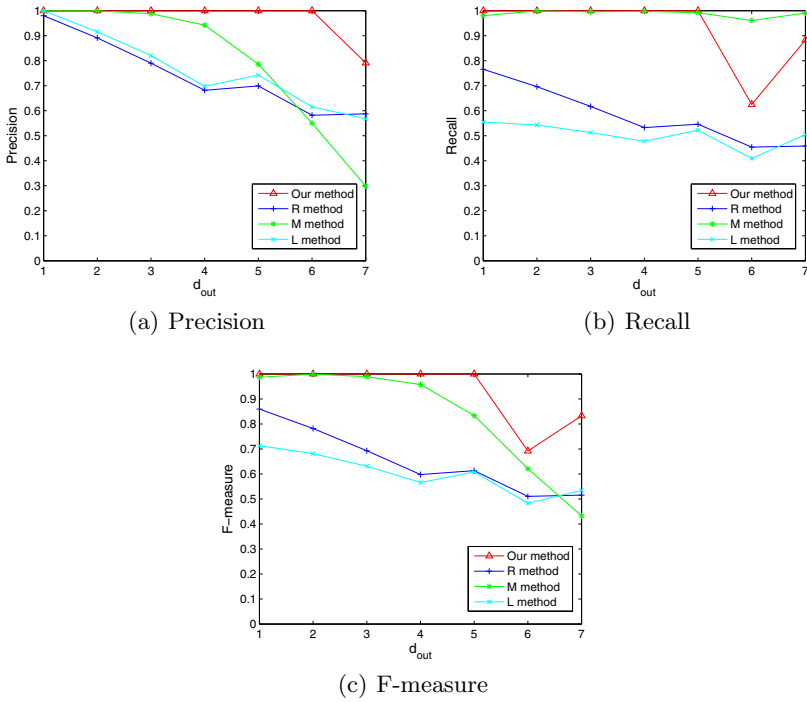 1
0.9
0.8
0.7
0.6
0.5
0.4
0.3
0.2
0.1
0
Precision
Our method
R method
M method
L method
1 2 3 4 5 6 7
d_out
(a) Precision
1
0.9
0.8
0.7
0.6
0.5
0.4
0.3
0.2
0.1
0
Recall
Our method
R method
M method
L method
1 2 3 4 5 6 7
d_out
(b) Recall
1
0.9
0.8
0.7
0.6
0.5
0.4
0.3
0.2
0.1
0
F-measure
Our method
R method
M method
L method
1 2 3 4 5 6 7
d_out
(c) F-measure